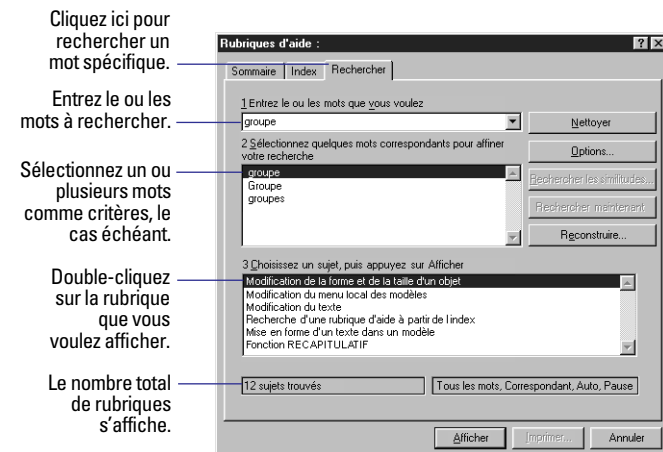 Cliquez ici pour
rechercher un
mot spécifique.
Entrez le ou les
mots à rechercher.
Sélectionnez un ou
plusieurs mots
comme critères, le
cas échéant.
Double-cliquez
sur la rubrique
que vous
voulez afficher.
Le nombre total
de rubriques
s’affiche.
Rubriques d'aide :
Sommaire Index Rechercher
1 Entrez le ou les mots que vous voulez
groupe
Nettoyer
2 Sélectionnez quelques mots correspondants pour affiner
votre recherche
Options...
groupe
Groupe
groupes
Rechercher les similitudes...
Rechercher maintenant
Reconstruire...
3 Choisissez un sujet, puis appuyez sur Afficher
Modification de la forme et de la taille d'un objet
Modification du menu local des modèles
Modification du texte
Recherche d'une rubrique d'aide à partir de l index
Mise en forme d'un texte dans un modèle
Fonction RECAPITULATIF
12 sujets trouvés
Tous les mots, Correspondant, Auto, Pause
Afficher Imprimer... Annuler